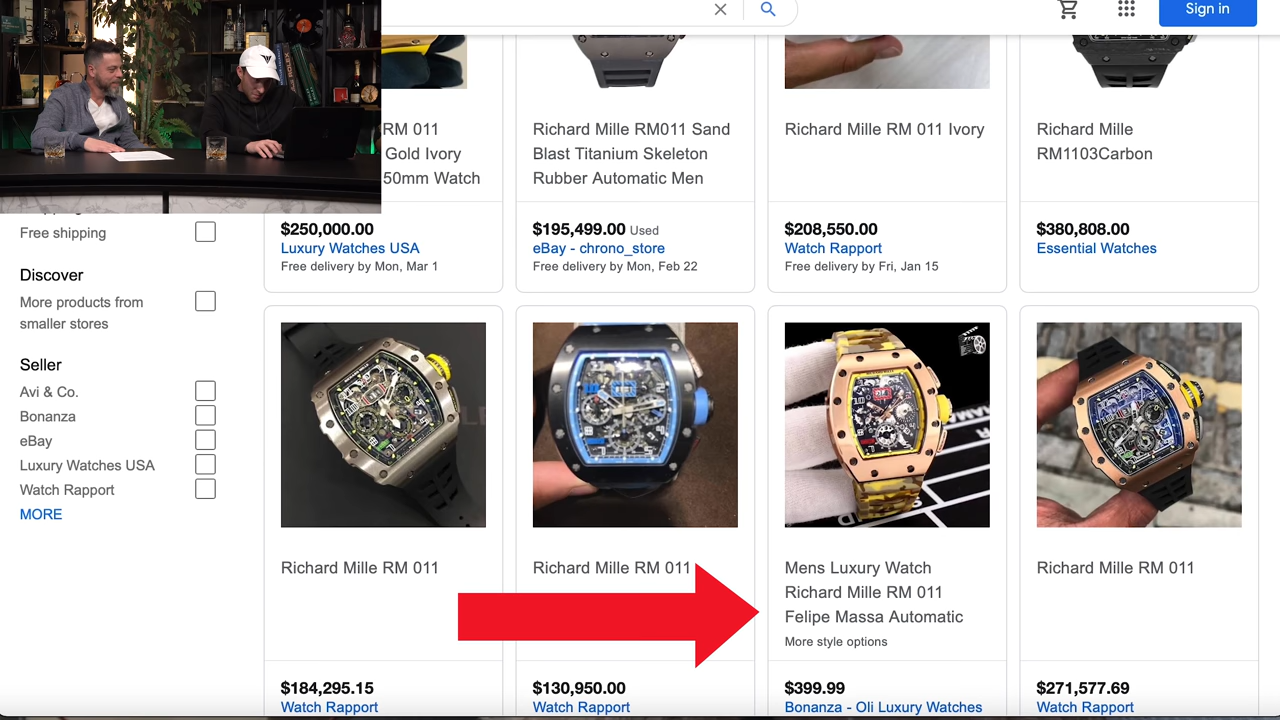 Sign in
RM 011
Gold Ivory
50mm Watch
$250,000.00
Luxury Watches USA
Free delivery by Mon, Mar 1
Richard Mille RM011 Sand
Blast Titanium Skeleton
Rubber Automatic Men
$195,499.00 Used
eBay - chrono_store
Free delivery by Mon, Feb 22
Richard Mille RM 011 Ivory
$208,550.00
Watch Rapport
Free delivery by Fri, Jan 15
Richard Mille
RM1103Carbon
$380,808.00
Essential Watches
Free shipping
Discover
More products from
smaller stores
Seller
Avi & Co.
Bonanza
eBay
Luxury Watches USA
Watch Rapport
MORE
Richard Mille RM 011
$184,295.15
Watch Rapport
Richard Mille RM 011
$130,950.00
Watch Rapport
Mens Luxury Watch
Richard Mille RM 011
Felipe Massa Automatic
More style options
$399.99
Bonanza - Oli Luxury Watches
Richard Mille RM 011
$271,577.69
Watch Rapport